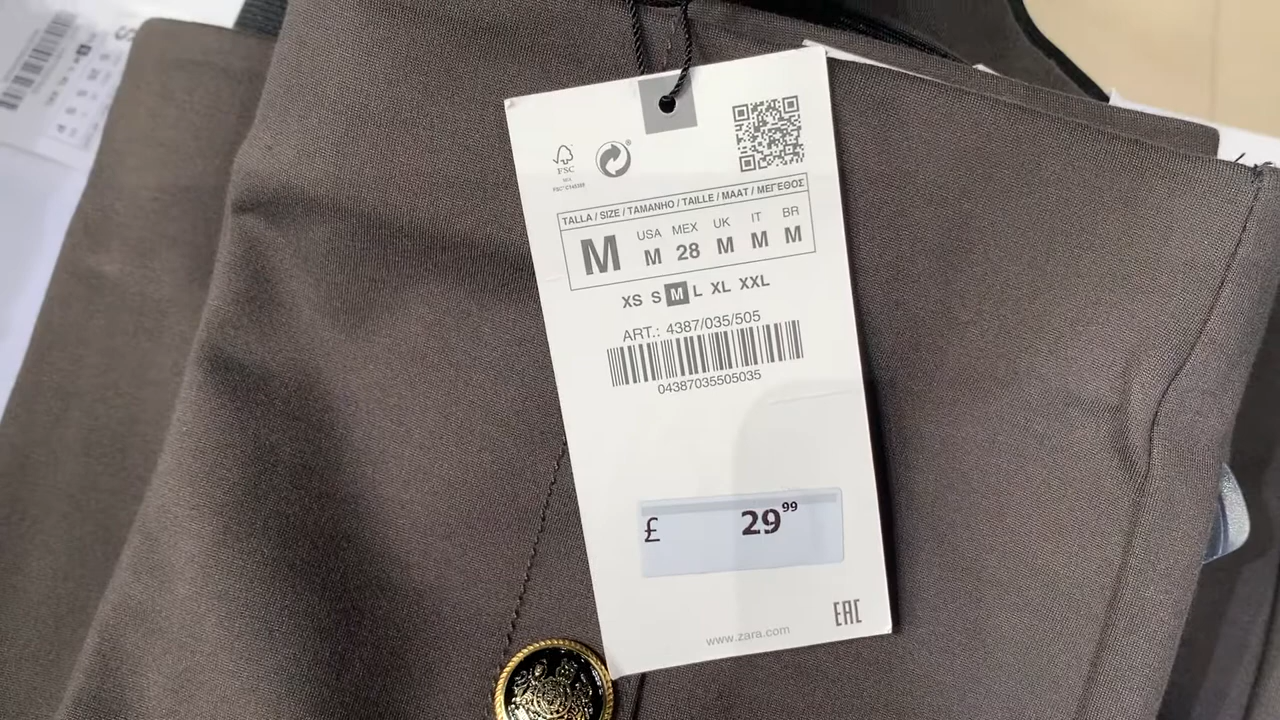 FSC
TALLA / SIZE / TAMANHO / TAILLE / MAAT / ΜΕΓΕΘΟΣ
M
USA MEX UK IT BR
M 28 M M M
XS S M L XL XXL
ART.: 4387/035/505
04387035505035
£ 29 99
EAC
www.zara.com
S